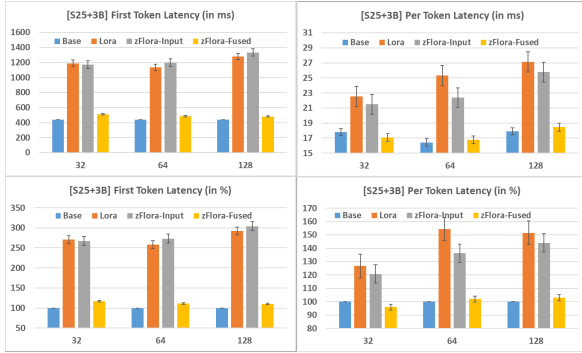 [S25+3B] First Token Latency (in ms)
1600
1400
1200
1000
800
600
400
200
0
Base Lora zFlora-Input zFlora-Fused
32 64 128
[S25+3B] Per Token Latency (in ms)
31
29
27
25
23
21
19
17
15
Base Lora zFlora-Input zFlora-Fused
32 64 128
[S25+3B] First Token Latency (in %)
350
300
250
200
150
100
50
Base Lora zFlora-Input zFlora-Fused
32 64 128
[S25+3B] Per Token Latency (in %)
160
150
140
130
120
110
100
90
80
Base Lora zFlora-Input zFlora-Fused
32 64 128